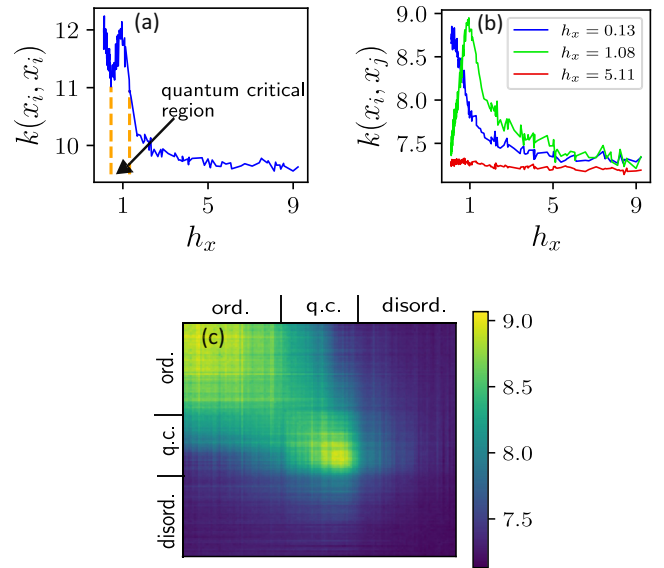 (a)
12
11
10
k(x_i, x_i)
quantum critical
region
1
5
9
h_x
(b)
9.0
8.5
8.0
7.5
k(x_i, x_j)
h_x = 0.13
h_x = 1.08
h_x = 5.11
1
5
9
h_x
ord.
q.c.
disord.
(c)
ord.
q.c.
disord.
9.0
8.5
8.0
7.5